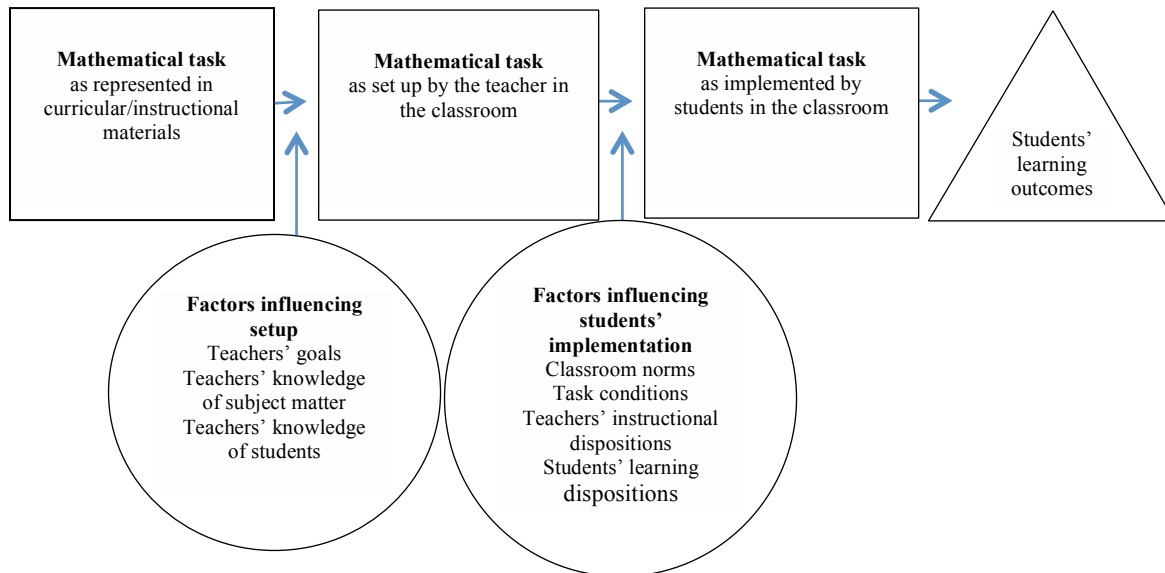 Mathematical task
as represented in
curricular/instructional
materials
Mathematical task
as set up by the teacher in
the classroom
Mathematical task
as implemented by
students in the classroom
Students’
learning
outcomes
Factors influencing
setup
Teachers’ goals
Teachers’ knowledge
of subject matter
Teachers’ knowledge
of students
Factors influencing
students’
implementation
Classroom norms
Task conditions
Teachers’ instructional
dispositions
Students’ learning
dispositions